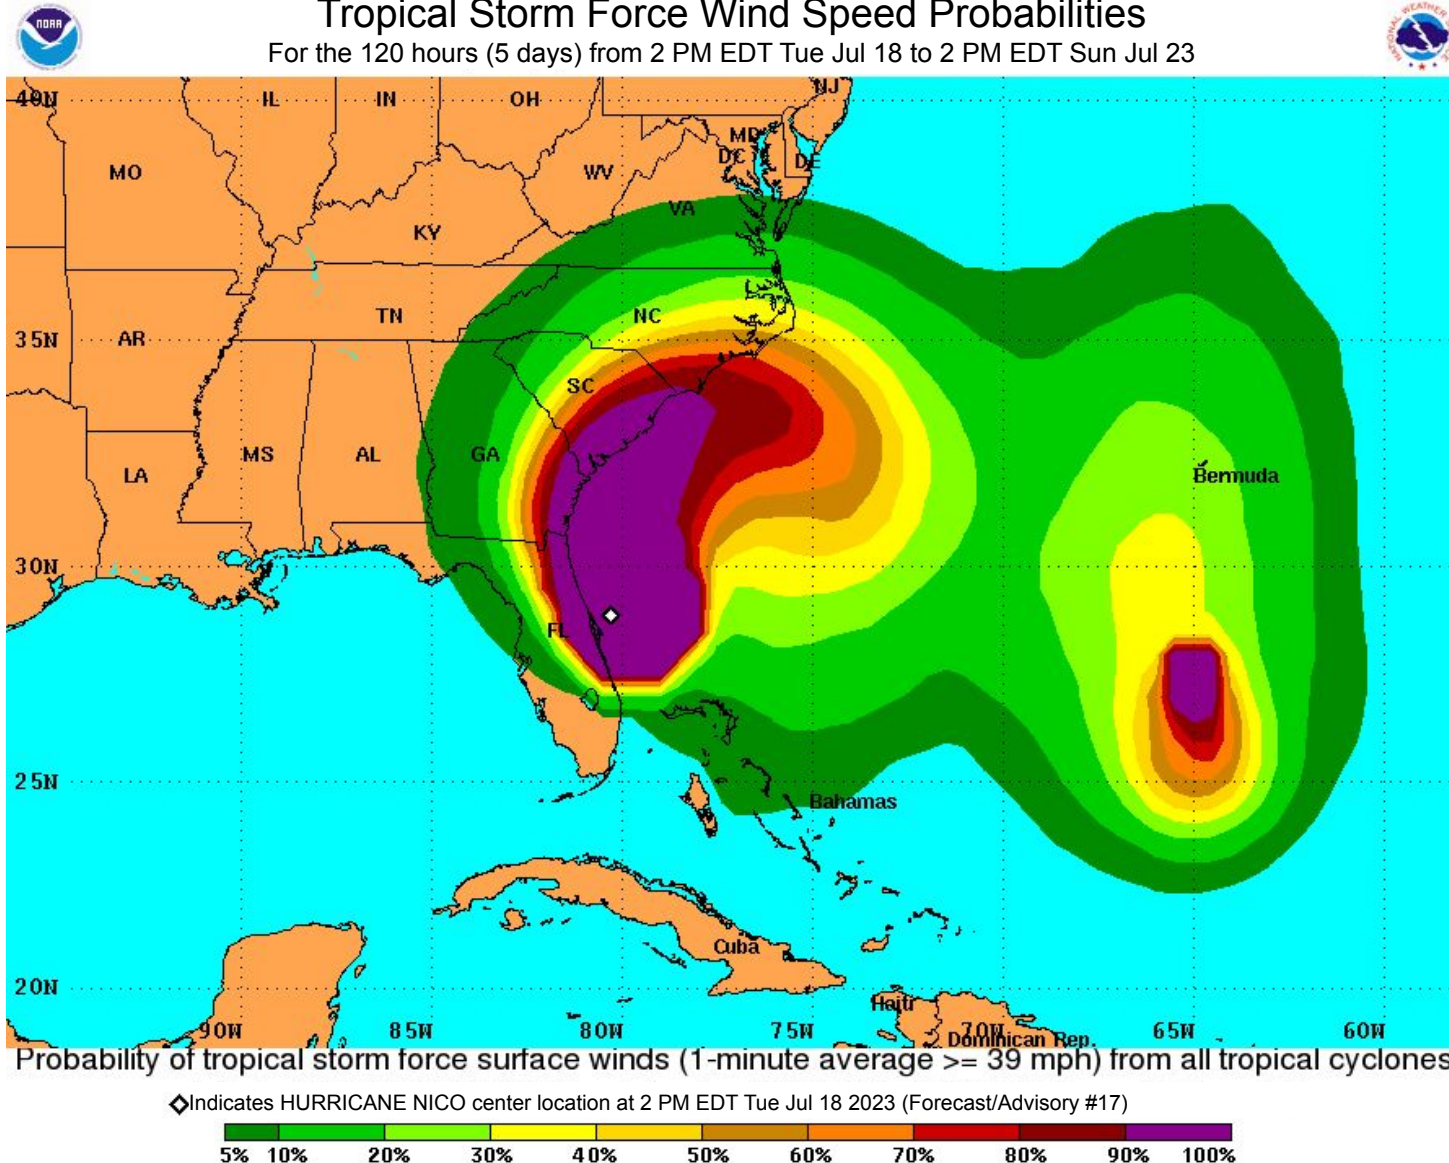 Tropical Storm Force Wind Speed Probabilities
For the 120 hours (5 days) from 2 PM EDT Tue Jul 18 to 2 PM EDT Sun Jul 23
NOAA
NATIONAL WEATHER
NJ
40N
IL
IN
OH
MD
DC
DE
MO
WV
VA
KY
TN
NC
35N
AR
SC
MS
AL
GA
LA
Bermuda
30N
FL
25N
Bahamas
Cuba
20N
Haiti
90W
85W
80W
75W
70W
65W
60W
Dominican Rep.
Probability of tropical storm force surface winds (1-minute average >= 39 mph) from all tropical cyclones
Indicates HURRICANE NICO center location at 2 PM EDT Tue Jul 18 2023 (Forecast/Advisory #17)
5% 10% 20% 30% 40% 50% 60% 70% 80% 90% 100%